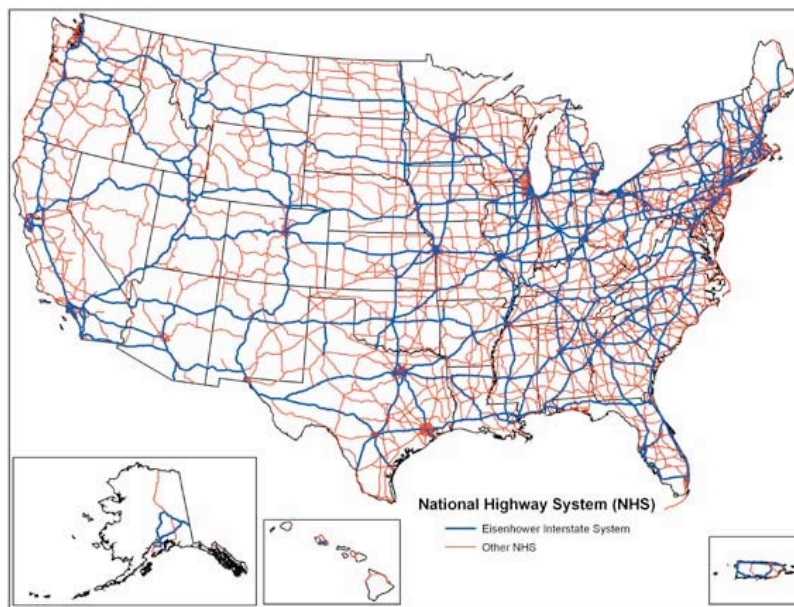 National Highway System (NHS)
Eisenhower Interstate System
Other NHS